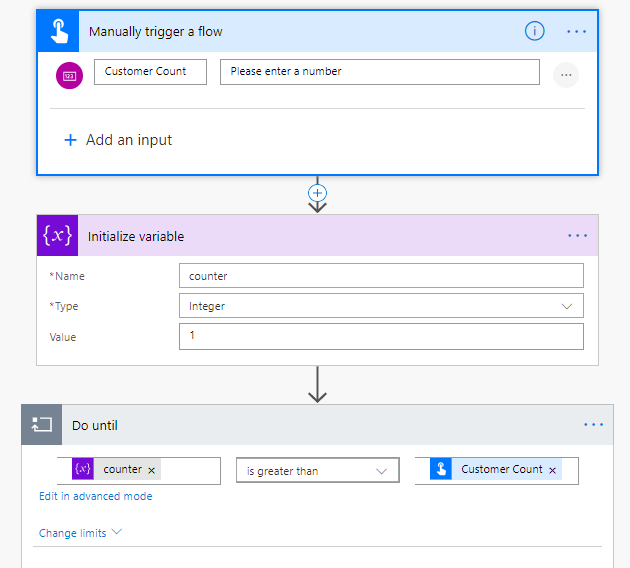 Manually trigger a flow
123
Customer Count
Please enter a number
+ Add an input
{x} Initialize variable
*Name
counter
*Type
Integer
Value
1
Do until
{x} counter ×
is greater than
Customer Count ×
Edit in advanced mode
Change limits